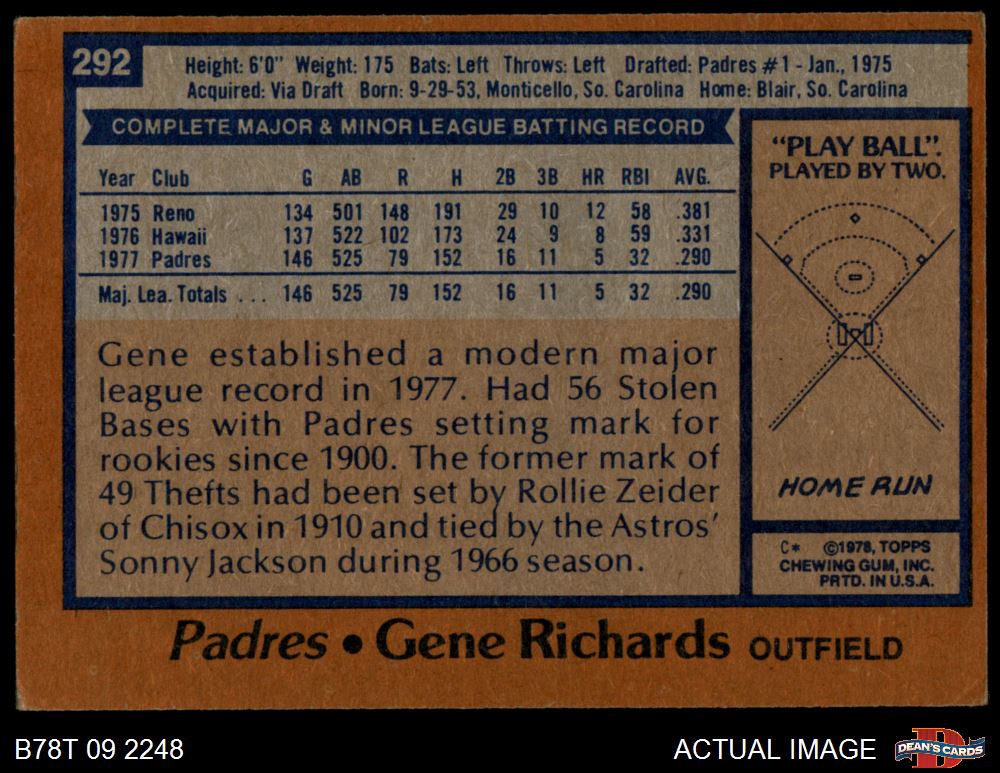 292
Height: 6'0" Weight: 175 Bats: Left Throws: Left Drafted: Padres #1 - Jan., 1975
Acquired: Via Draft Born: 9-29-53, Monticello, So. Carolina Home: Blair, So. Carolina
COMPLETE MAJOR & MINOR LEAGUE BATTING RECORD
Year Club G AB R H 2B 3B HR RBI AVG.
1975 Reno 134 501 148 191 29 10 12 58 .381
1976 Hawaii 137 522 102 173 24 9 8 59 .331
1977 Padres 146 525 79 152 16 11 5 32 .290
Maj. Lea. Totals . . . 146 525 79 152 16 11 5 32 .290
Gene established a modern major
league record in 1977. Had 56 Stolen
Bases with Padres setting mark for
rookies since 1900. The former mark of
49 Thefts had been set by Rollie Zeider
of Chisox in 1910 and tied by the Astros'
Sonny Jackson during 1966 season.
"PLAY BALL".
PLAYED BY TWO.
HOME RUN
C* ©1978, TOPPS
CHEWING GUM, INC.
PRTD. IN U.S.A.
Padres • Gene Richards OUTFIELD
B78T 09 2248
ACTUAL IMAGE
D
DEAN'S CARDS